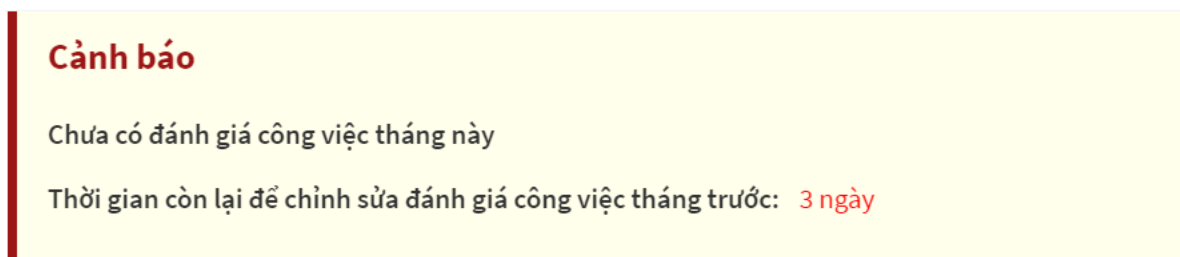 Cảnh báo
Chưa có đánh giá công việc tháng này
Thời gian còn lại để chỉnh sửa đánh giá công việc tháng trước: 3 ngày